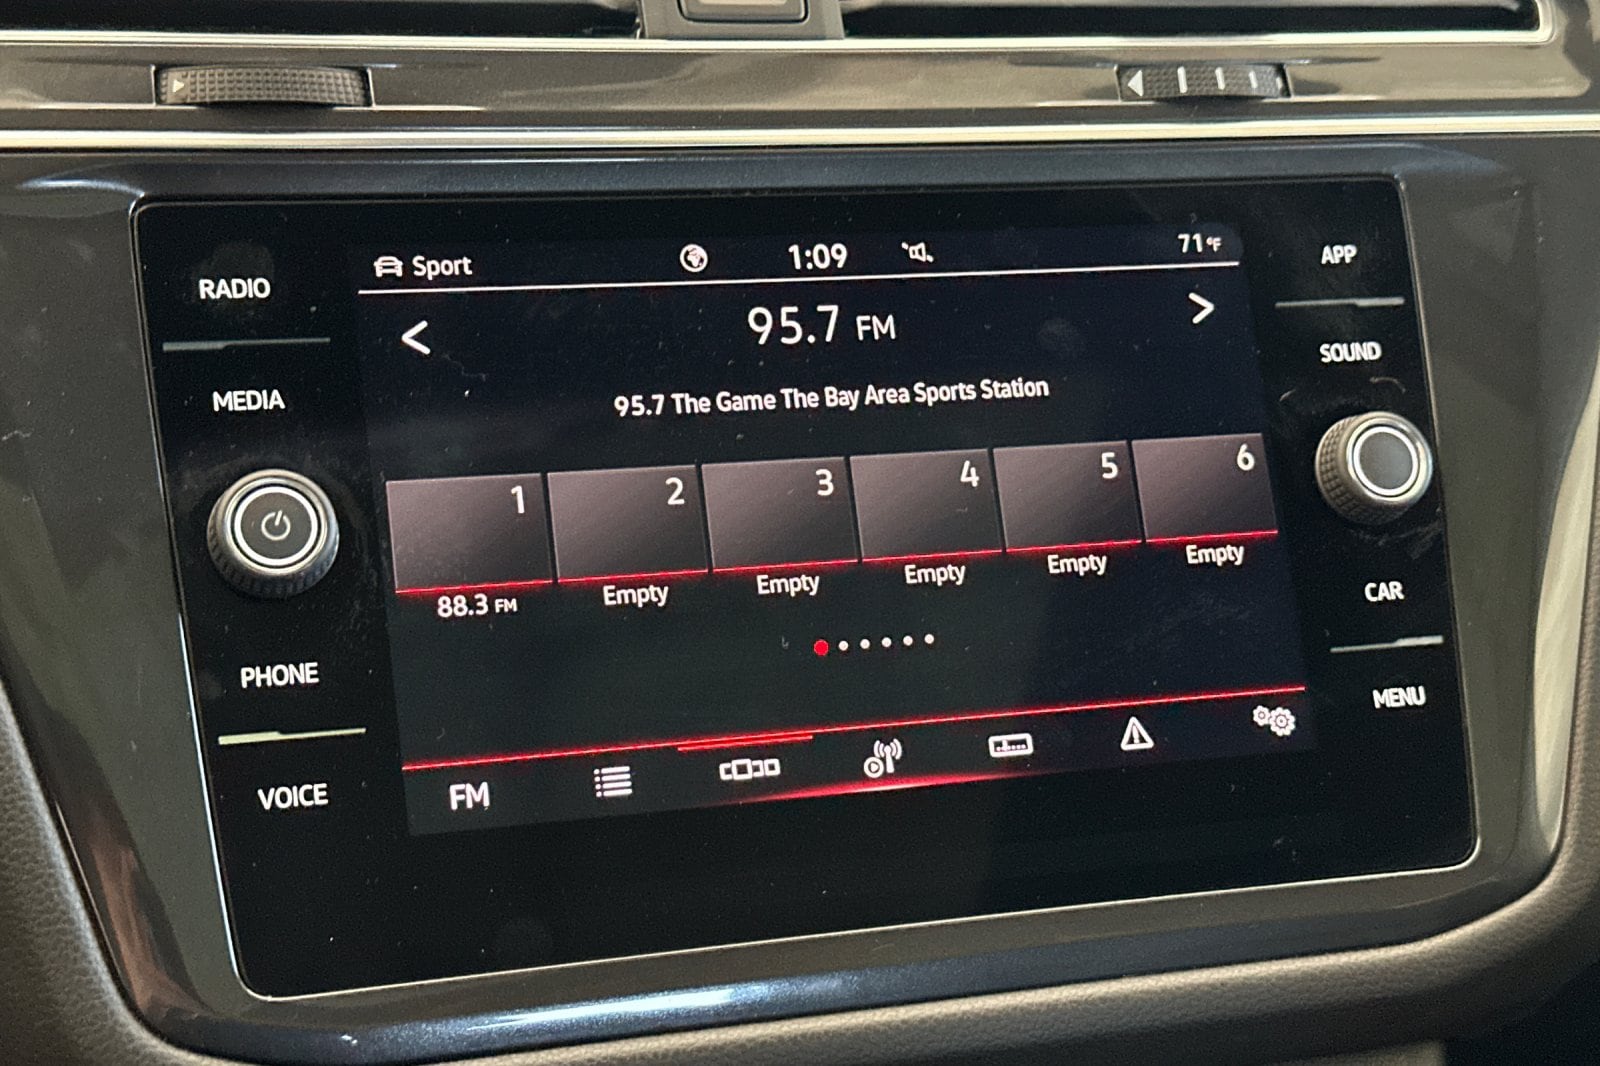 Sport 1:09 71°F
RADIO
APP
95.7 FM
SOUND
MEDIA
95.7 The Game The Bay Area Sports Station
1 2 3 4 5 6
88.3 FM Empty Empty Empty Empty Empty
CAR
PHONE
MENU
FM
VOICE